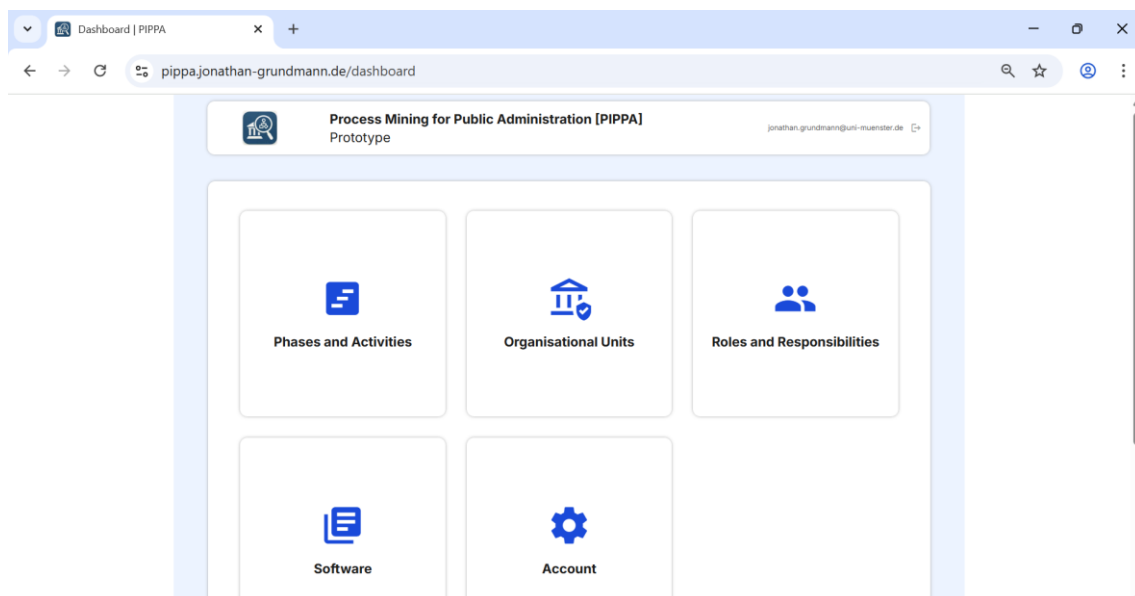 Dashboard | PIPPA
pippa.jonathan-grundmann.de/dashboard
Process Mining for Public Administration [PIPPA]
Prototype
jonathan.grundmann@uni-muenster.de
Phases and Activities
Organisational Units
Roles and Responsibilities
Software
Account